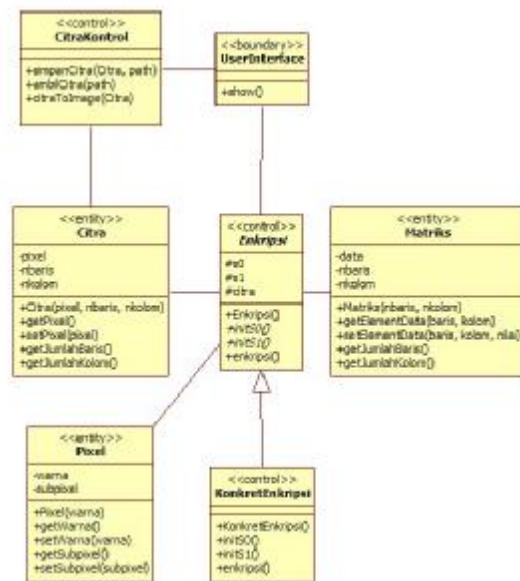 <<control>>
CitraKontrol
+simpanCitra(Citra, path)
+ambilCitra(path)
+citraToImage(Citra)
<<boundary>>
UserInterface
+show()
<<entity>>
Citra
-pixel
-nbaris
-nkolom
+Citra(pixel, nbaris, nkolom)
+getPixel()
+setPixel(pixel)
+getJumlahBaris()
+getJumlahKolom()
<<control>>
Enkripsi
#s0
#s1
#citra
+Enkripsi()
+initS0()
+initS1()
+enkripsi()
<<entity>>
Matriks
-data
-nbaris
-nkolom
+Matriks(nbaris, nkolom)
+getElementData(baris, kolom)
+setElementData(baris, kolom, nilai)
+getJumlahBaris()
+getJumlahKolom()
<<entity>>
Pixel
-warna
-subpixel
+Pixel(warna)
+getWarna()
+setWarna(warna)
+getSubpixel()
+setSubpixel(subpixel)
<<control>>
KonkretEnkripsi
+KonkretEnkripsi()
+initS0()
+initS1()
+enkripsi()